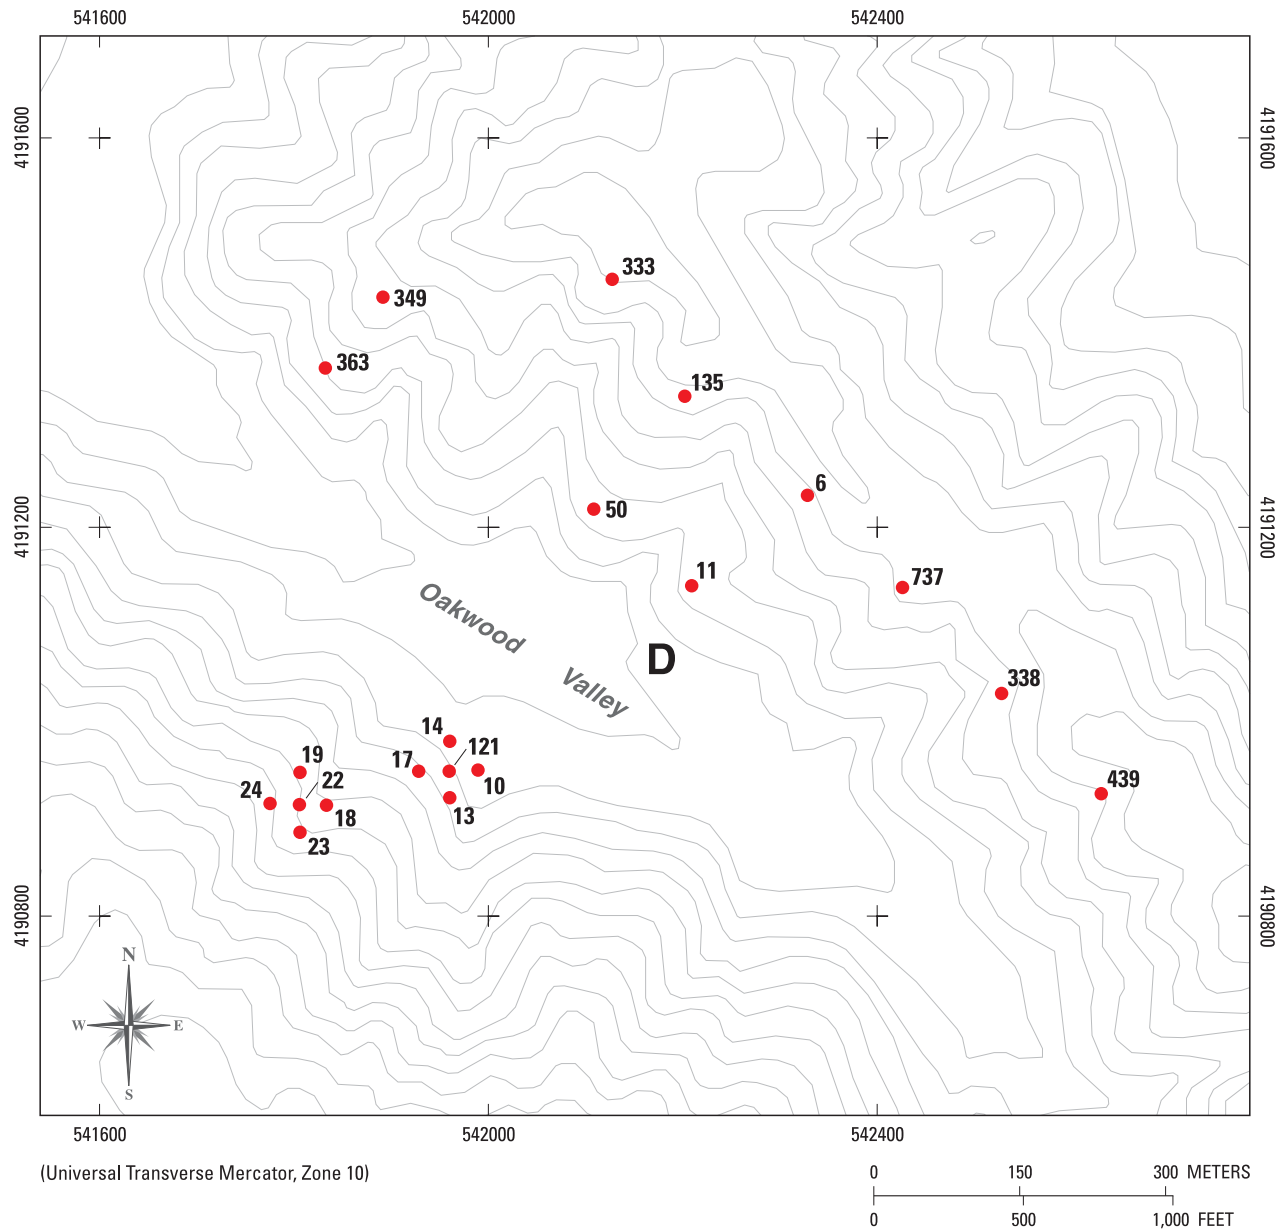 541600 542000 542400
4191600 4191600
333
349
363
135
6
50
4191200 4191200
11
737
Oakwood
Valley
D
338
14
121
19
17
22
10
24
439
18
13
23
4190800 4190800
N
W E
S
541600 542000 542400
(Universal Transverse Mercator, Zone 10)
0 150 300 METERS
0 500 1,000 FEET